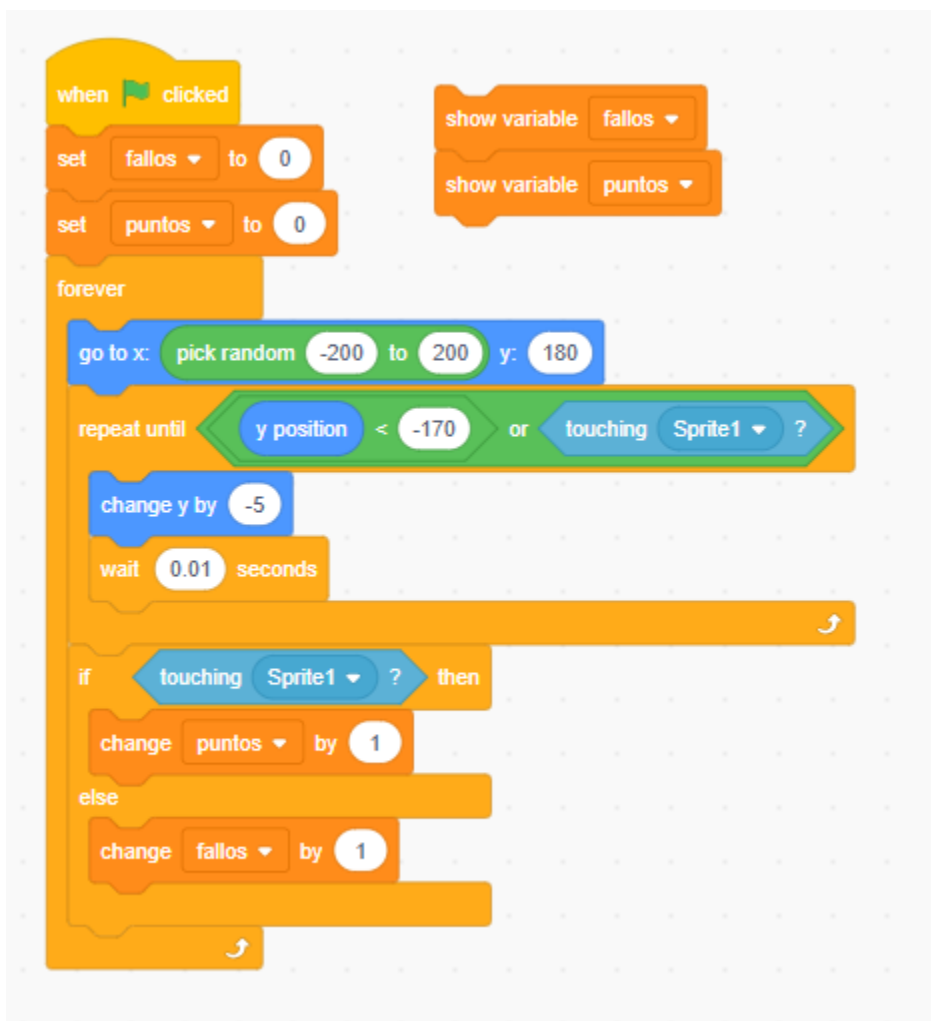 when clicked
set fallos to 0
set puntos to 0
forever
go to x: pick random -200 to 200 y: 180
repeat until y position < -170 or touching Sprite1 ?
change y by -5
wait 0.01 seconds
if touching Sprite1 ? then
change puntos by 1
else
change fallos by 1
show variable fallos
show variable puntos